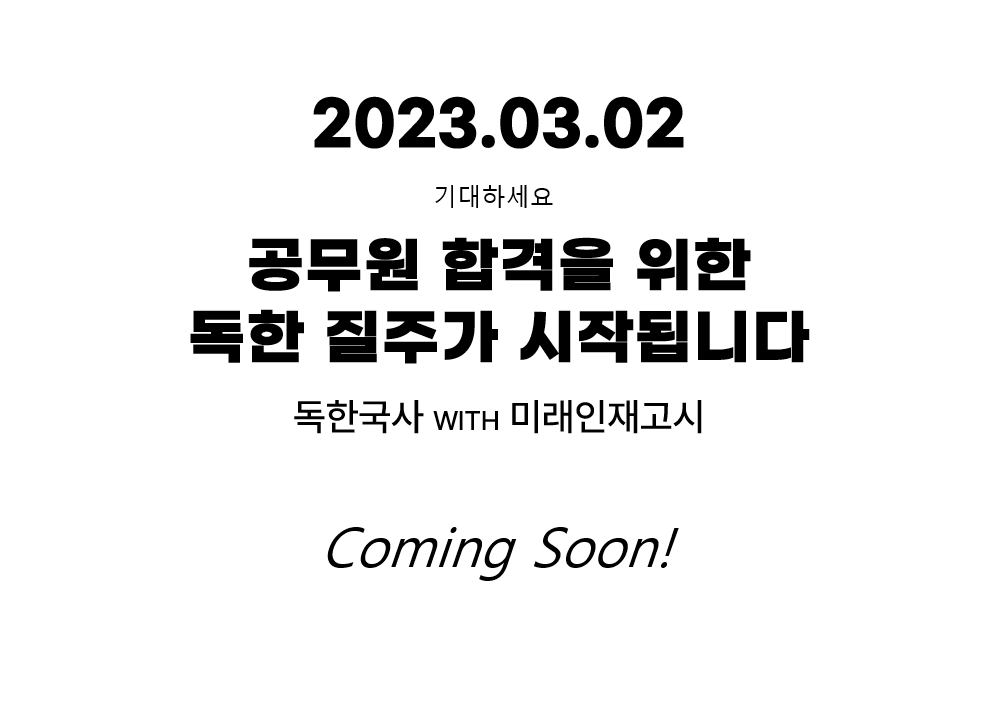 2023.03.02
기대하세요
공무원 합격을 위한
독한 질주가 시작됩니다
독한국사 WITH 미래인재고시
Coming Soon!